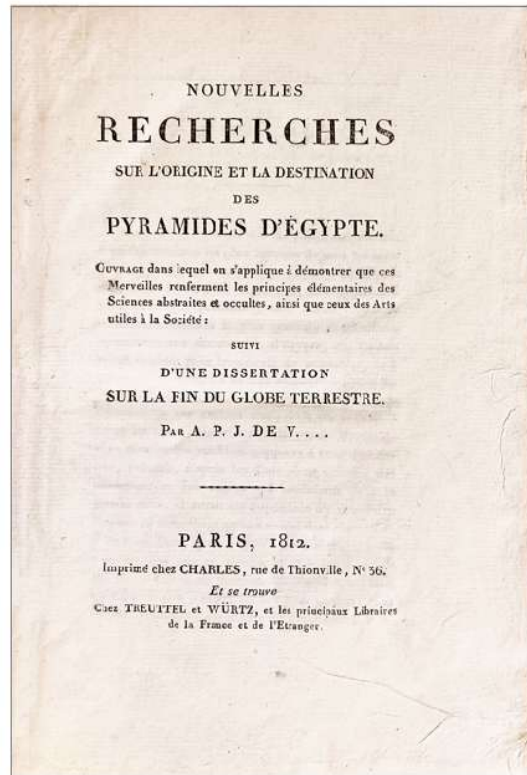 NOUVELLES
RECHERCHES
SUR L'ORIGINE ET LA DESTINATION
DES
PYRAMIDES D'ÉGYPTE.
OUVRAGE dans lequel on s'applique à démontrer que ces
Merveilles renferment les principes élémentaires des
Sciences abstraites et occultes, ainsi que ceux des Arts
utiles à la Société :
SUIVI
D'UNE DISSERTATION
SUR LA FIN DU GLOBE TERRESTRE.
PAR A. P. J. DE V....
PARIS, 1812.
Imprimé chez CHARLES, rue de Thionville, N° 36.
Et se trouve
Chez TREUTTEL et WÜRTZ, et les principaux Libraires
de la France et de l'Etranger.